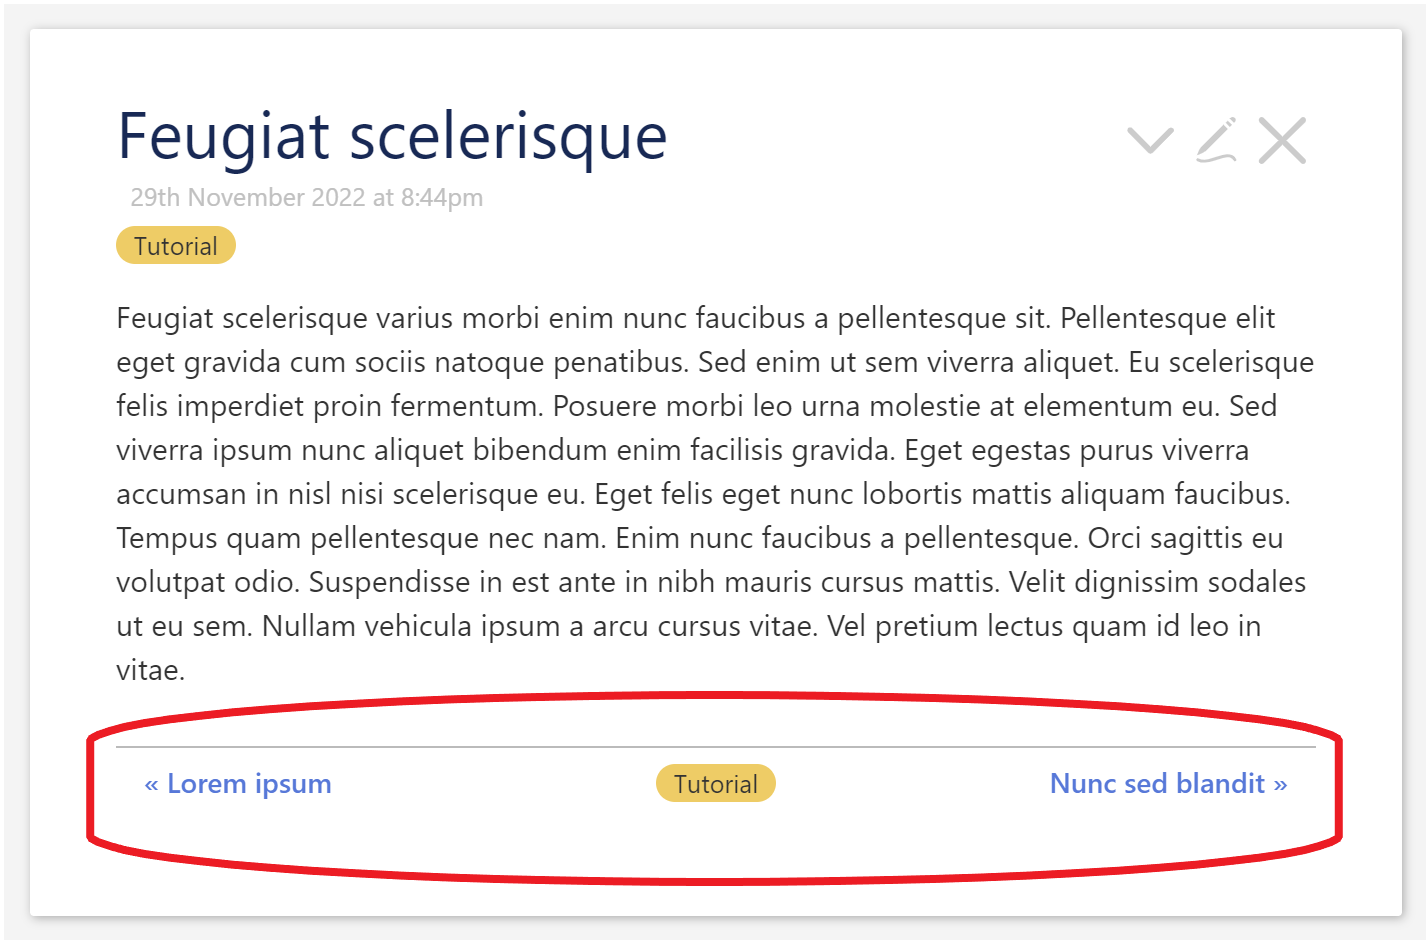 Feugiat scelerisque
29th November 2022 at 8:44pm
Tutorial
Feugiat scelerisque varius morbi enim nunc faucibus a pellentesque sit. Pellentesque elit
eget gravida cum sociis natoque penatibus. Sed enim ut sem viverra aliquet. Eu scelerisque
felis imperdiet proin fermentum. Posuere morbi leo urna molestie at elementum eu. Sed
viverra ipsum nunc aliquet bibendum enim facilisis gravida. Eget egestas purus viverra
accumsan in nisl nisi scelerisque eu. Eget felis eget nunc lobortis mattis aliquam faucibus.
Tempus quam pellentesque nec nam. Enim nunc faucibus a pellentesque. Orci sagittis eu
volutpat odio. Suspendisse in est ante in nibh mauris cursus mattis. Velit dignissim sodales
ut eu sem. Nullam vehicula ipsum a arcu cursus vitae. Vel pretium lectus quam id leo in
vitae.
« Lorem ipsum Tutorial Nunc sed blandit »